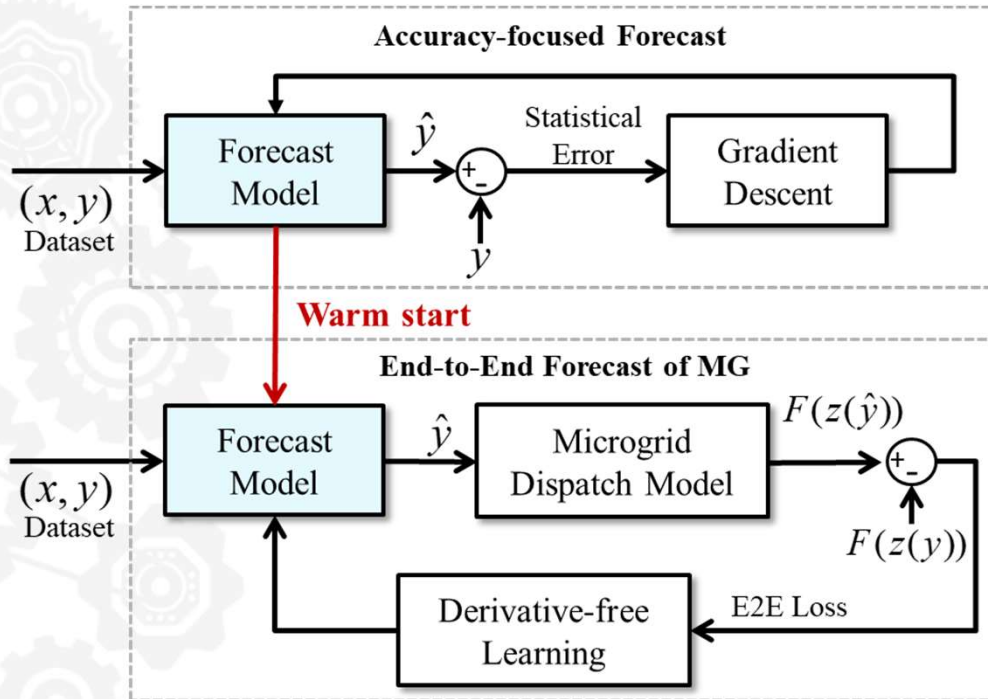 Accuracy-focused Forecast
Forecast
Model
ŷ
+
-
y
Statistical
Error
Gradient
Descent
(x, y)
Dataset
Warm start
End-to-End Forecast of MG
Forecast
Model
ŷ
Microgrid
Dispatch Model
F(z(ŷ))
+
-
F(z(y))
(x, y)
Dataset
E2E Loss
Derivative-free
Learning